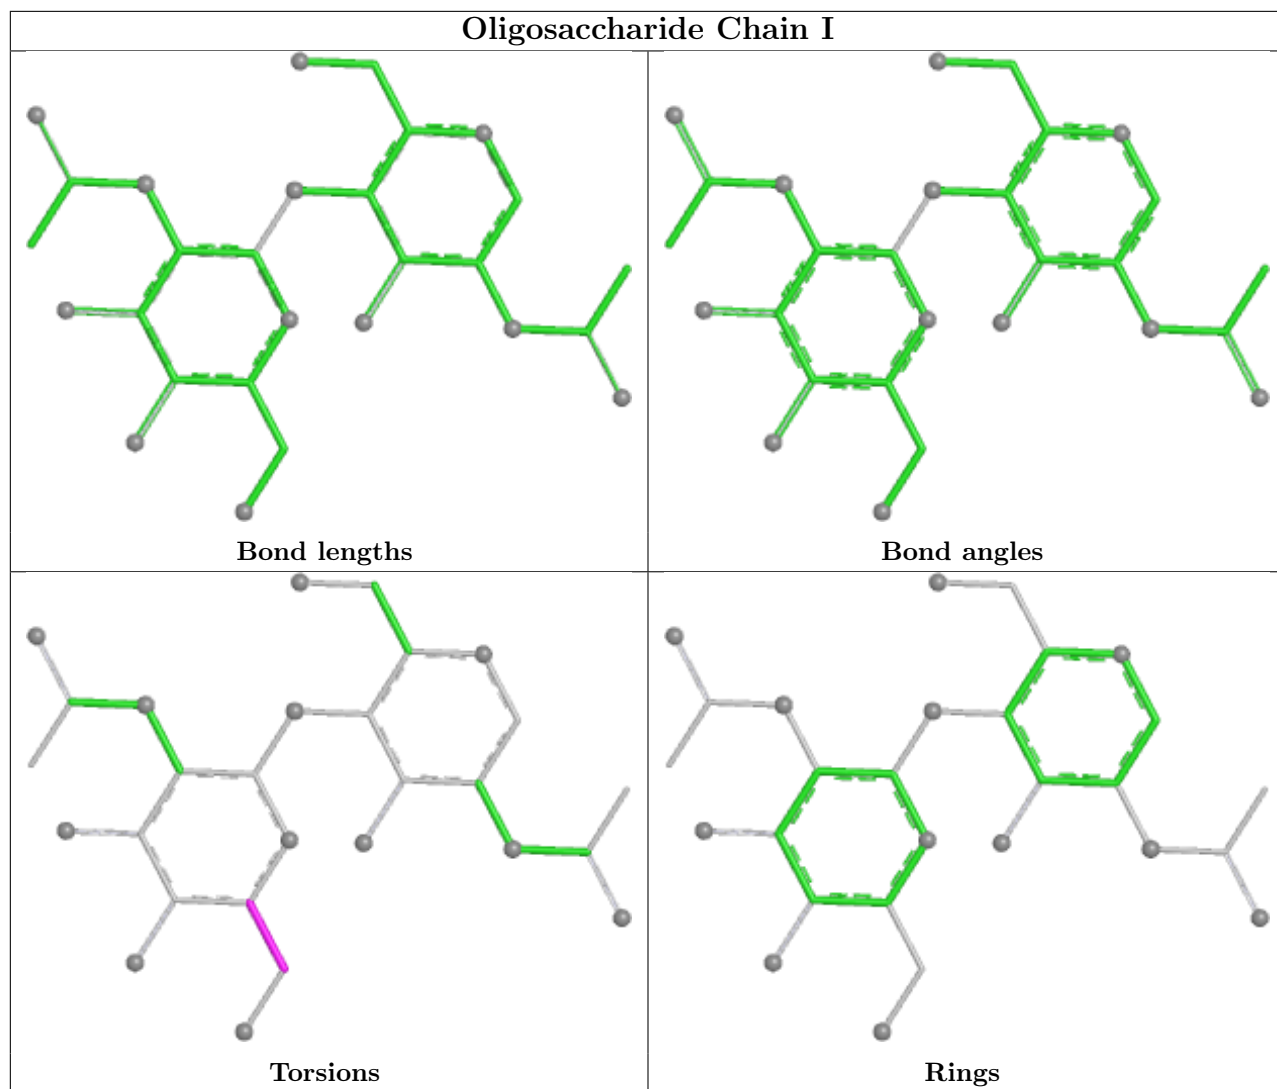 Oligosaccharide Chain I
Bond lengths
Bond angles
Torsions
Rings